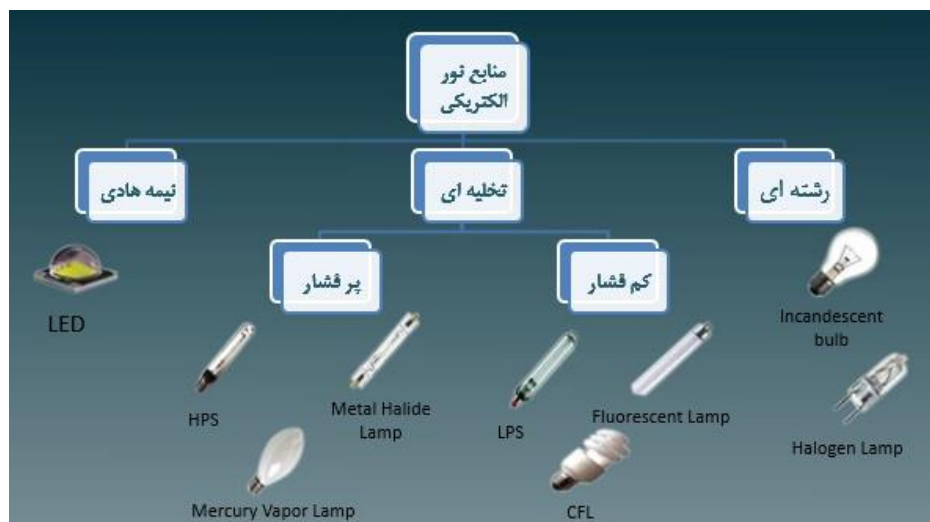 منابع نور
الکتریکی
رشته ای
تخلیه ای
نیمه هادی
کم فشار
پر فشار
Incandescent
bulb
Halogen Lamp
Fluorescent Lamp
LPS
CFL
Metal Halide
Lamp
HPS
Mercury Vapor Lamp
LED